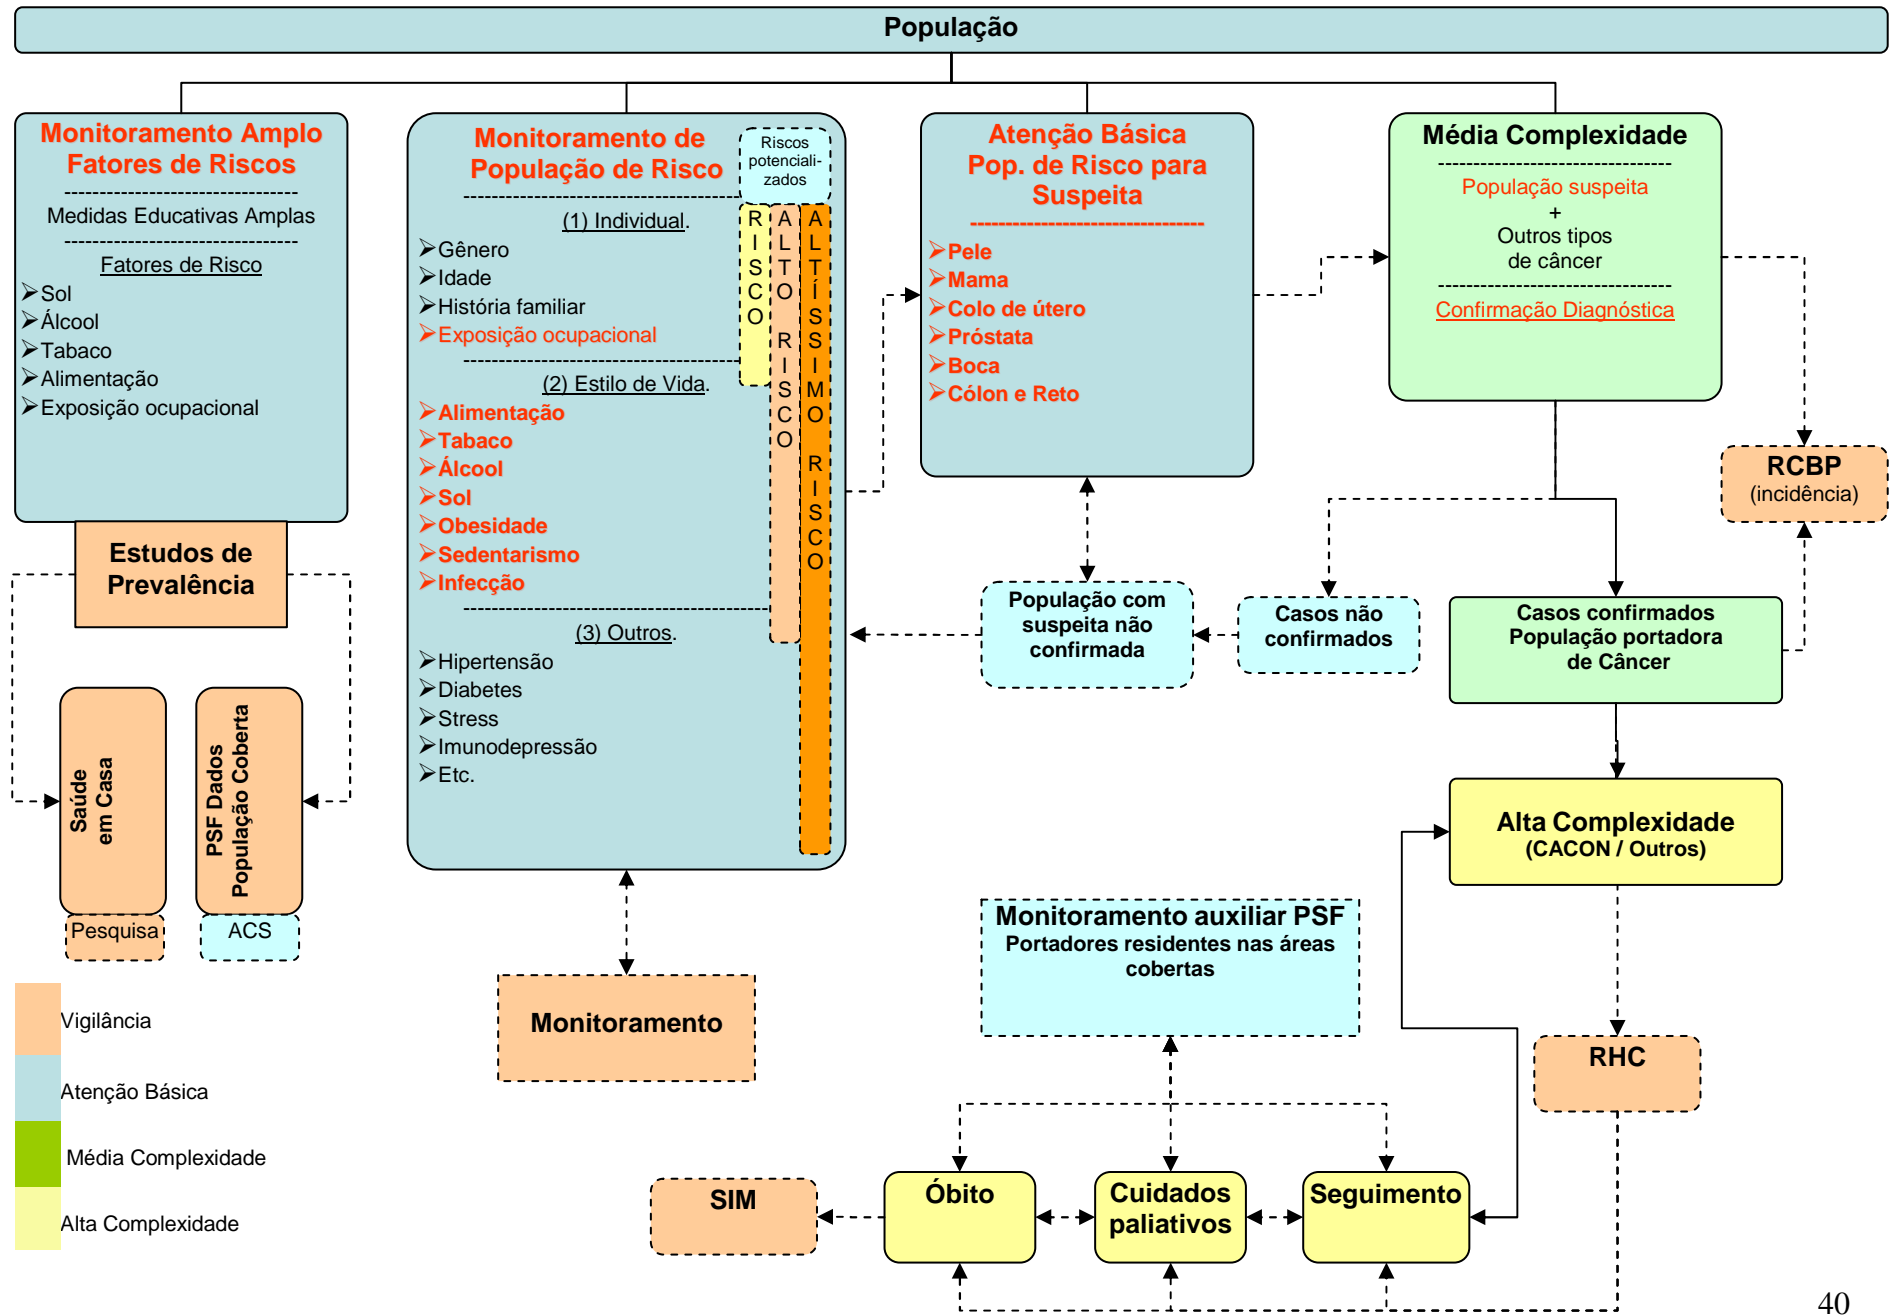 População
Monitoramento Amplo
Fatores de Riscos
Medidas Educativas Amplas
Fatores de Risco
Sol
Álcool
Tabaco
Alimentação
Exposição ocupacional
Estudos de
Prevalência
Saúde
em Casa
PSF Dados
População Coberta
Pesquisa
ACS
Monitoramento de
População de Risco
Riscos
potenciali-
zados
(1) Individual.
Gênero
Idade
História familiar
Exposição ocupacional
(2) Estilo de Vida.
Alimentação
Tabaco
Álcool
Sol
Obesidade
Sedentarismo
Infecção
(3) Outros.
Hipertensão
Diabetes
Stress
Imunodepressão
Etc.
RISCO
ALTO RISCO
ALTÍSSIMO RISCO
Monitoramento
Atenção Básica
Pop. de Risco para
Suspeita
Pele
Mama
Colo de útero
Próstata
Boca
Cólon e Reto
População com
suspeita não
confirmada
Casos não
confirmados
Média Complexidade
População suspeita
+
Outros tipos
de câncer
Confirmação Diagnóstica
RCBP
(incidência)
Casos confirmados
População portadora
de Câncer
Alta Complexidade
(CACON / Outros)
Monitoramento auxiliar PSF
Portadores residentes nas áreas
cobertas
RHC
SIM
Óbito
Cuidados
paliativos
Seguimento
Vigilância
Atenção Básica
Média Complexidade
Alta Complexidade
40